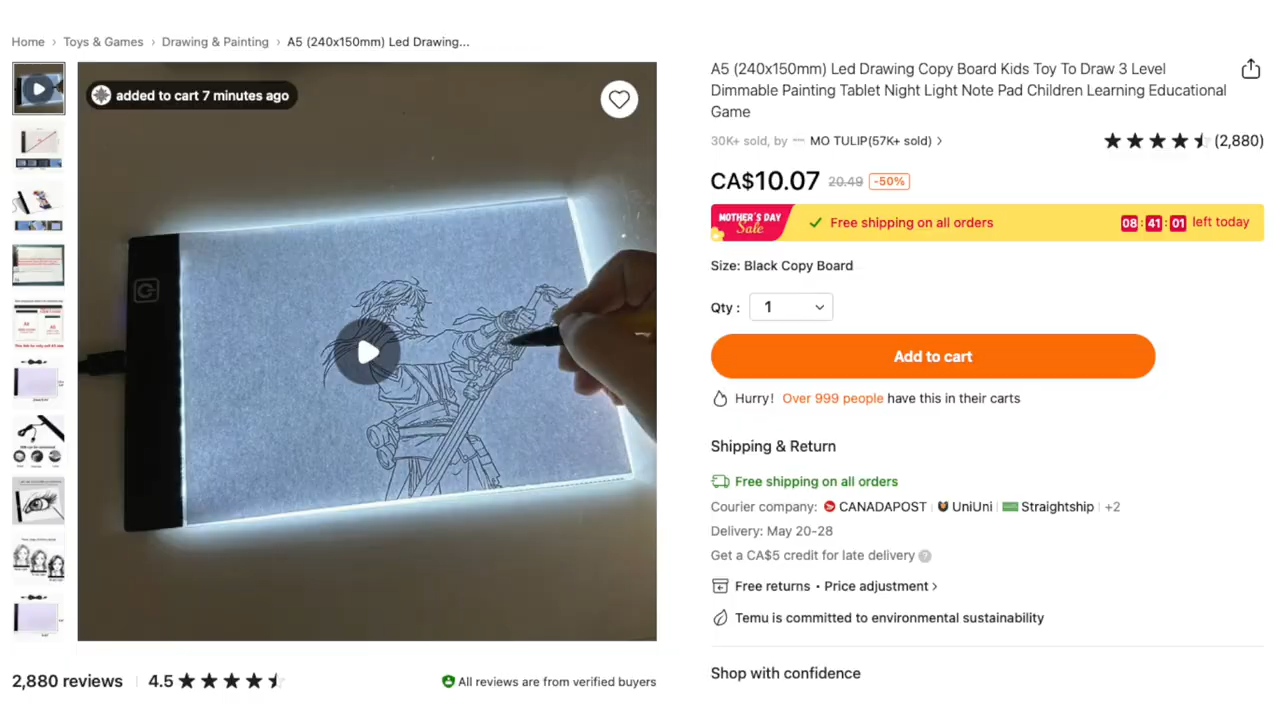 Home > Toys & Games > Drawing & Painting > A5 (240x150mm) Led Drawing...
added to cart 7 minutes ago
2,880 reviews 4.5
All reviews are from verified buyers
A5 (240x150mm) Led Drawing Copy Board Kids Toy To Draw 3 Level
Dimmable Painting Tablet Night Light Note Pad Children Learning Educational
Game
30K+ sold, by MO TULIP(57K+ sold) >
(2,880)
CA$10.07 20.49 -50%
MOTHER'S DAY
Sale
Free shipping on all orders
08 : 41 : 01 left today
Size: Black Copy Board
Qty : 1
Add to cart
Hurry! Over 999 people have this in their carts
Shipping & Return
Free shipping on all orders
Courier company: CANADAPOST UniUni Straightship +2
Delivery: May 20-28
Get a CA$5 credit for late delivery ?
Free returns • Price adjustment >
Temu is committed to environmental sustainability
Shop with confidence